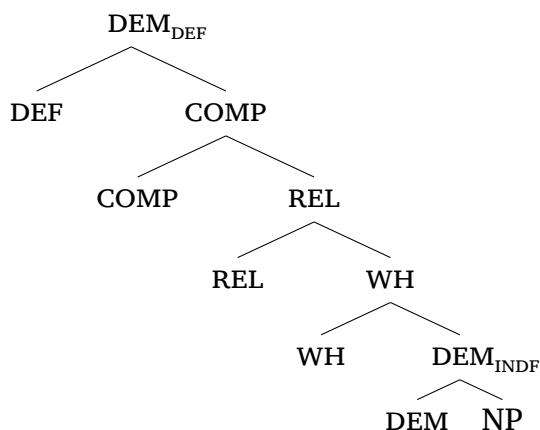 DEM_DEF
DEF COMP
COMP REL
REL WH
WH DEM_INDF
DEM NP